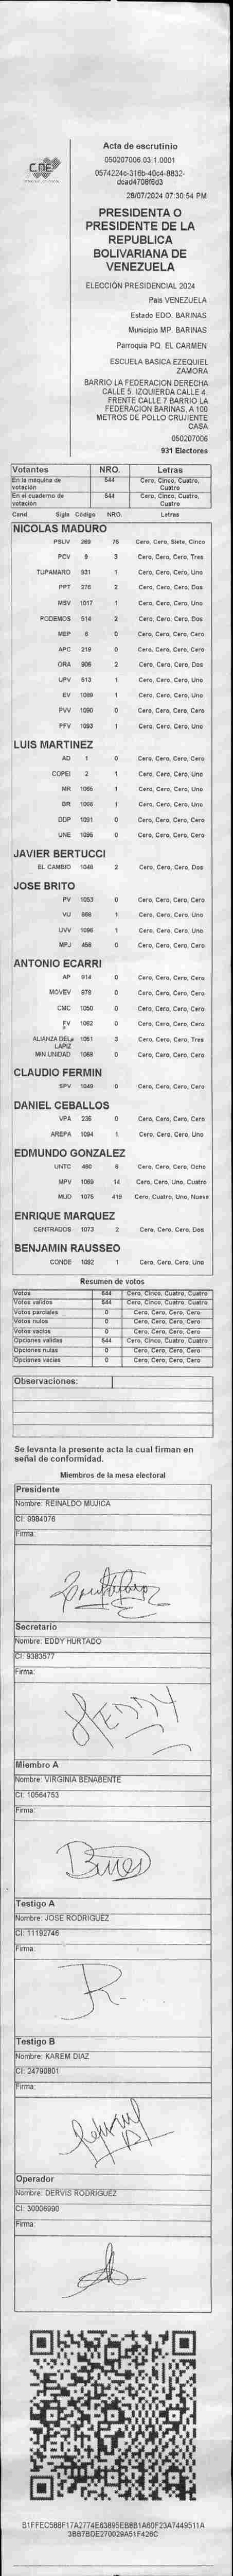 CNE
Acta de escrutinio
050207006.03.1.0001
0574224c-316b-40c4-8832-
dcad4706f6d3
28/07/2024 07:30:54 PM
PRESIDENTA O
PRESIDENTE DE LA
REPUBLICA
BOLIVARIANA DE
VENEZUELA
ELECCIÓN PRESIDENCIAL 2024
País VENEZUELA
Estado EDO. BARINAS
Municipio MP. BARINAS
Parroquia PQ. EL CARMEN
ESCUELA BASICA EZEQUIEL
ZAMORA
BARRIO LA FEDERACION DERECHA
CALLE 5. IZQUIERDA CALLE 4.
FRENTE CALLE 7 BARRIO LA
FEDERACION BARINAS, A 100
METROS DE POLLO CRUJIENTE
CASA
050207006
931 Electores
Votantes NRO. Letras
En la máquina de votación 544 Cero, Cinco, Cuatro, Cuatro
En el cuaderno de votación 544 Cero, Cinco, Cuatro, Cuatro
Cand. Sigla Código NRO. Letras
NICOLAS MADURO
PSUV 269 75 Cero, Cero, Siete, Cinco
PCV 9 3 Cero, Cero, Cero, Tres
TUPAMARO 931 1 Cero, Cero, Cero, Uno
PPT 276 2 Cero, Cero, Cero, Dos
MSV 1017 1 Cero, Cero, Cero, Uno
PODEMOS 514 2 Cero, Cero, Cero, Dos
MEP 8 0 Cero, Cero, Cero, Cero
APC 219 0 Cero, Cero, Cero, Cero
ORA 906 2 Cero, Cero, Cero, Dos
UPV 613 1 Cero, Cero, Cero, Uno
EV 1089 1 Cero, Cero, Cero, Uno
PVV 1090 0 Cero, Cero, Cero, Cero
PFV 1093 1 Cero, Cero, Cero, Uno
LUIS MARTINEZ
AD 1 0 Cero, Cero, Cero, Cero
COPEI 2 1 Cero, Cero, Cero, Uno
MR 1065 1 Cero, Cero, Cero, Uno
BR 1066 1 Cero, Cero, Cero, Uno
DDP 1091 0 Cero, Cero, Cero, Cero
UNE 1095 0 Cero, Cero, Cero, Cero
JAVIER BERTUCCI
EL CAMBIO 1048 2 Cero, Cero, Cero, Dos
JOSE BRITO
PV 1053 0 Cero, Cero, Cero, Cero
VU 988 1 Cero, Cero, Cero, Uno
UVV 1096 1 Cero, Cero, Cero, Uno
MPJ 456 0 Cero, Cero, Cero, Cero
ANTONIO ECARRI
AP 914 0 Cero, Cero, Cero, Cero
MOVEV 679 0 Cero, Cero, Cero, Cero
CMC 1050 0 Cero, Cero, Cero, Cero
FV 1062 0 Cero, Cero, Cero, Cero
ALIANZA DEL LAPIZ 1051 3 Cero, Cero, Cero, Tres
MIN UNIDAD 1069 0 Cero, Cero, Cero, Cero
CLAUDIO FERMIN
SPV 1049 0 Cero, Cero, Cero, Cero
DANIEL CEBALLOS
VPA 236 0 Cero, Cero, Cero, Cero
AREPA 1094 1 Cero, Cero, Cero, Uno
EDMUNDO GONZALEZ
UNTC 460 8 Cero, Cero, Cero, Ocho
MPV 1069 14 Cero, Cero, Uno, Cuatro
MUD 1075 419 Cero, Cuatro, Uno, Nueve
ENRIQUE MARQUEZ
CENTRADOS 1073 2 Cero, Cero, Cero, Dos
BENJAMIN RAUSSEO
CONDE 1092 1 Cero, Cero, Cero, Uno
Resumen de votos
Votos 544 Cero, Cinco, Cuatro, Cuatro
Votos válidos 544 Cero, Cinco, Cuatro, Cuatro
Votos parciales 0 Cero, Cero, Cero, Cero
Votos nulos 0 Cero, Cero, Cero, Cero
Votos vacíos 0 Cero, Cero, Cero, Cero
Opciones válidas 544 Cero, Cinco, Cuatro, Cuatro
Opciones nulas 0 Cero, Cero, Cero, Cero
Opciones vacías 0 Cero, Cero, Cero, Cero
Observaciones:
Se levanta la presente acta la cual firman en
señal de conformidad.
Miembros de la mesa electoral
Presidente
Nombre: REINALDO MUJICA
CI: 9984076
Firma:
Secretario
Nombre: EDDY HURTADO
CI: 9383577
Firma:
Miembro A
Nombre: VIRGINIA BENABENTE
CI: 10564753
Firma:
Testigo A
Nombre: JOSE RODRIGUEZ
CI: 11192746
Firma:
Testigo B
Nombre: KAREM DIAZ
CI: 24790801
Firma:
Operador
Nombre: DERVIS RODRIGUEZ
CI: 30006990
Firma:
B1FFEC588F17A2774E63895EB8B1A60F23A7449511A
3B87BDE270029A51F426C